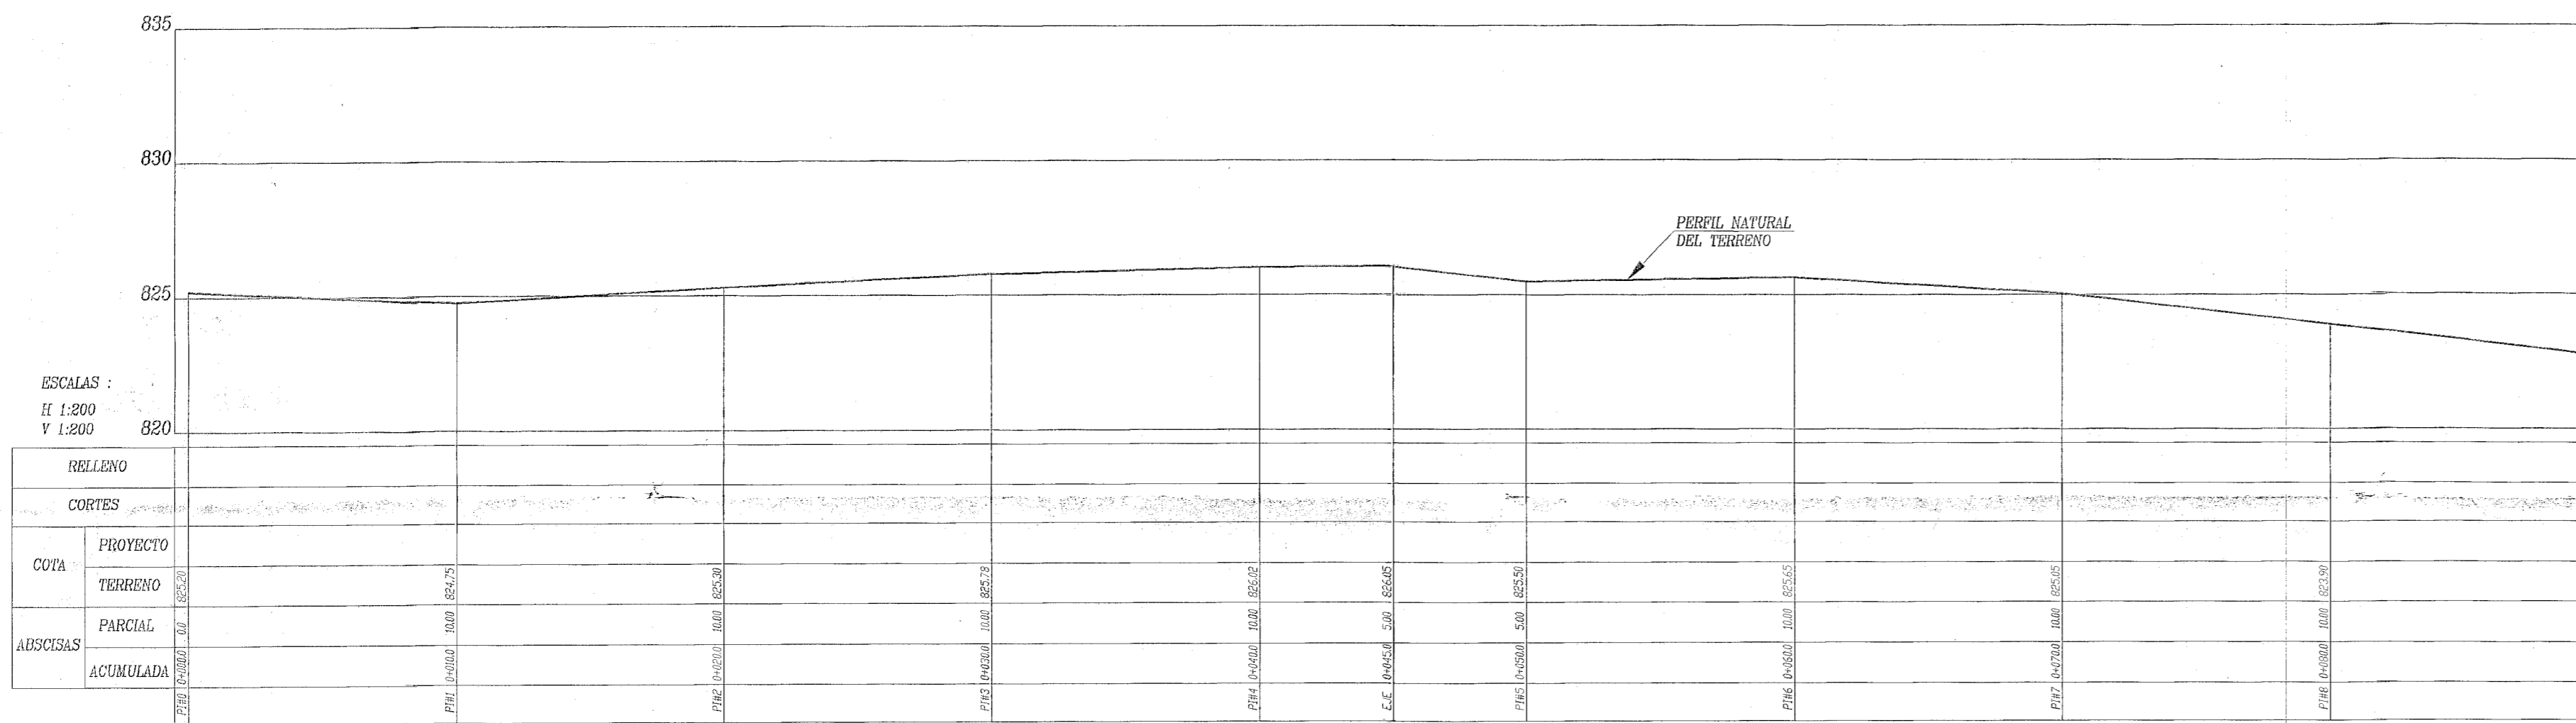 835
830
PERFIL NATURAL
DEL TERRENO
825
ESCALAS :
H 1:200
V 1:200
820
RELLENO
CORTES
COTA
PROYECTO
TERRENO
825.20
824.75
825.30
825.78
826.02
826.05
825.50
825.65
825.05
823.90
ABSCISAS
PARCIAL
0.0
10.00
10.00
10.00
10.00
5.00
5.00
10.00
10.00
10.00
ACUMULADA
0+000.0
0+010.0
0+020.0
0+030.0
0+040.0
0+045.0
0+050.0
0+060.0
0+070.0
0+080.0
PI#0
PI#1
PI#2
PI#3
PI#4
EJE
PI#5
PI#6
PI#7
PI#8